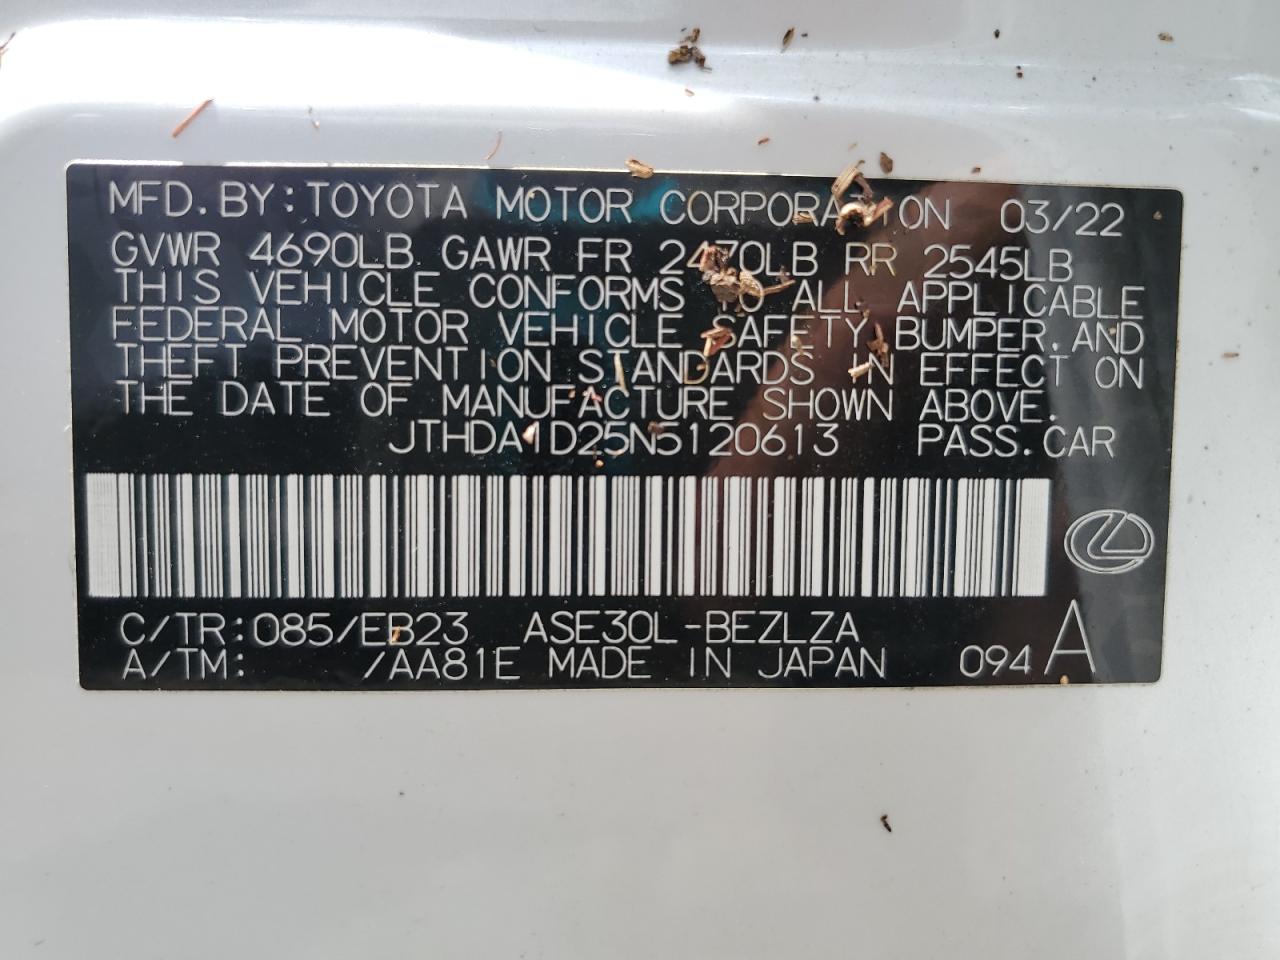 MFD. BY: TOYOTA MOTOR CORPORATION 03/22
GVWR 4690LB GAWR FR 2470LB RR 2545LB
THIS VEHICLE CONFORMS TO ALL APPLICABLE
FEDERAL MOTOR VEHICLE SAFETY, BUMPER, AND
THEFT PREVENTION STANDARDS IN EFFECT ON
THE DATE OF MANUFACTURE SHOWN ABOVE.
JTHDA1D25N5120613 PASS. CAR
C/TR: 085/EB23 ASE30L-BEZLZA
A/TM: /AA81E MADE IN JAPAN 094 A